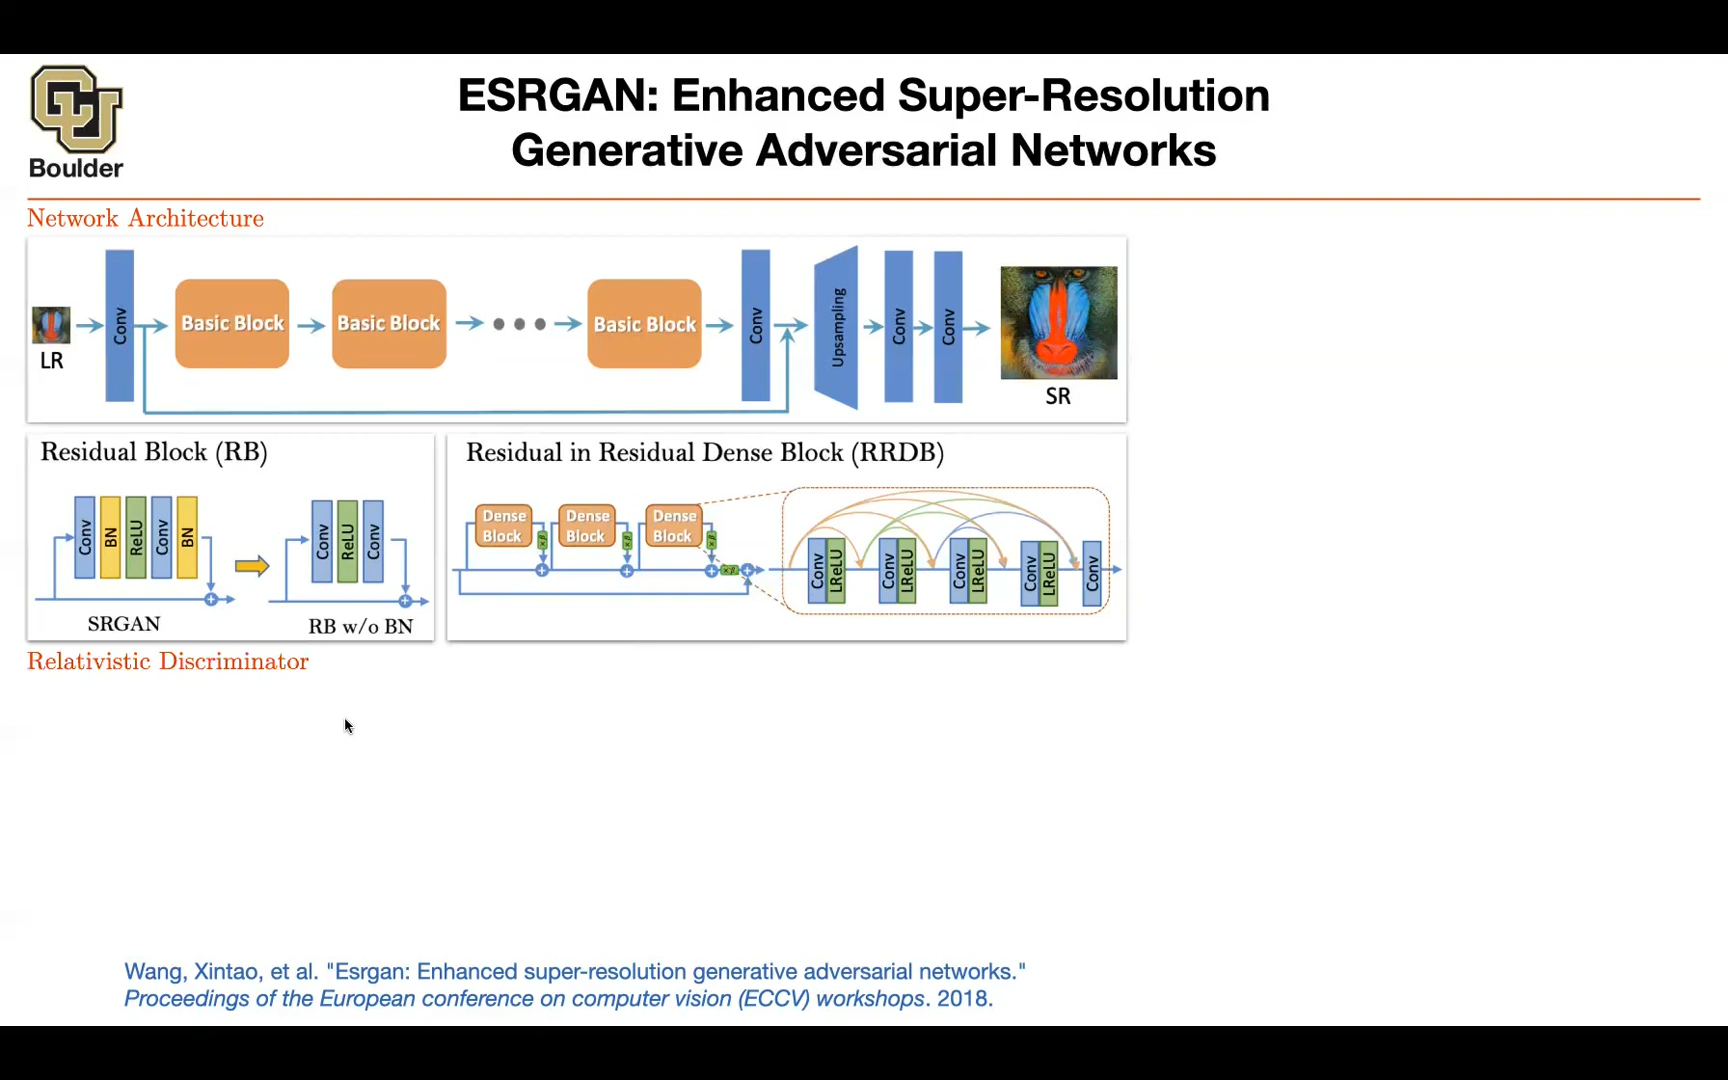 CU
Boulder
ESRGAN: Enhanced Super-Resolution
Generative Adversarial Networks
Network Architecture
LR
Conv
Basic Block
Basic Block
Basic Block
Conv
Upsampling
Conv
Conv
SR
Residual Block (RB)
Conv
BN
ReLU
Conv
BN
SRGAN
Conv
ReLU
Conv
RB w/o BN
Residual in Residual Dense Block (RRDB)
Dense
Block
Dense
Block
Dense
Block
×β
×β
×β
×β
Conv
LReLU
Conv
LReLU
Conv
LReLU
Conv
LReLU
Conv
Relativistic Discriminator
Wang, Xintao, et al. "Esrgan: Enhanced super-resolution generative adversarial networks."
Proceedings of the European conference on computer vision (ECCV) workshops. 2018.